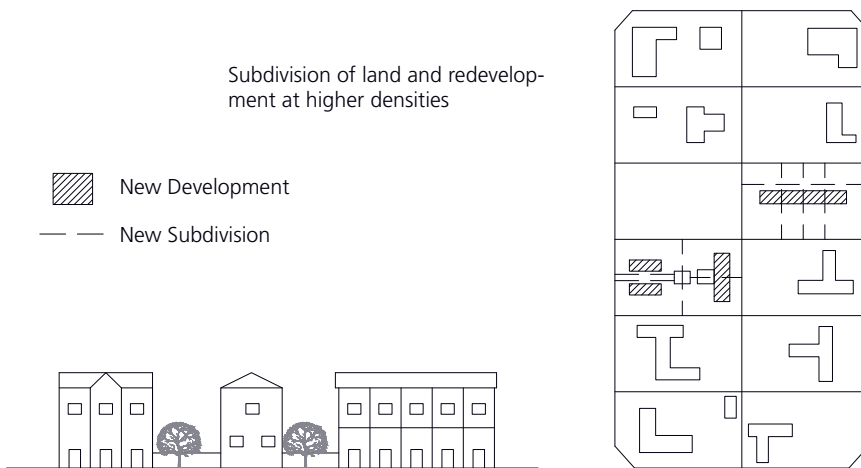 Subdivision of land and redevelop-
ment at higher densities
New Development
New Subdivision